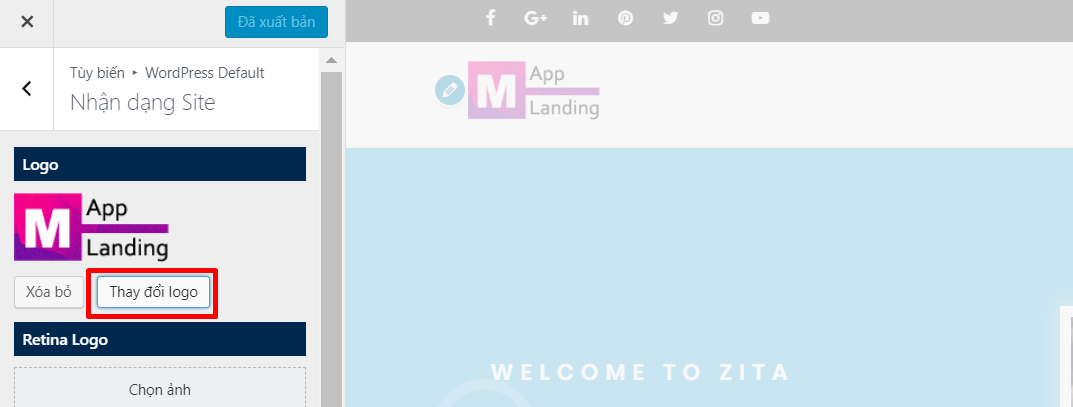 Đã xuất bản
Tùy biến ▸ WordPress Default
Nhận dạng Site
Logo
M App
Landing
Xóa bỏ
Thay đổi logo
Retina Logo
Chọn ảnh
f G+ in
M App
Landing
WELCOME TO ZITA